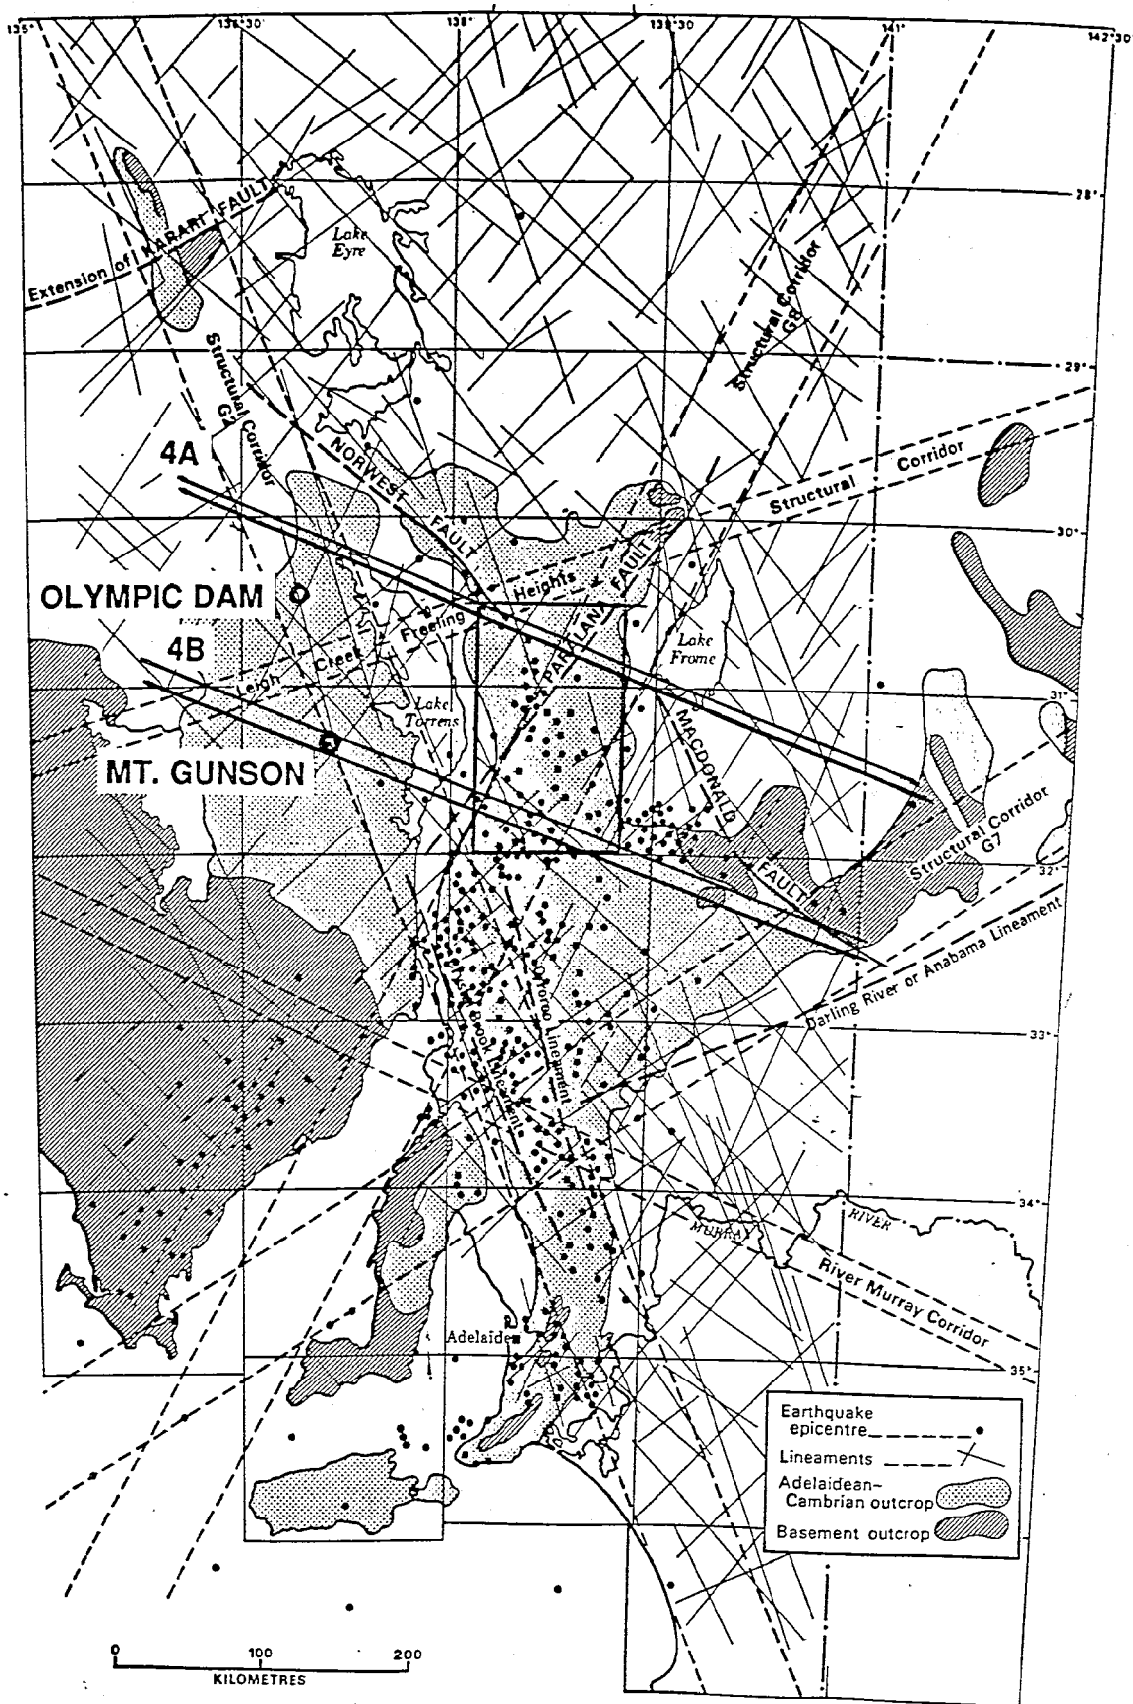 135°
136°30'
138°
139°30
141°
142°30'
28°
Extension of KARARI FAULT
Lake
Eyre
Structural Corridor
G8
29°
Structural Corridor
G2
4A
NORWEST
FAULT
Structural
Corridor
30°
OLYMPIC DAM
Heights
Freeling
Creek
Leigh
PARALANA FAULT
4B
Lake
Frome
31°
Lake
Torrens
MT. GUNSON
MACDONALD
FAULT
Structural Corridor
G7
32°
Darling River or Anabama Lineament
Lineament
Brook Lineament
33°
34°
RIVER
River Murray Corridor
Adelaide
35°
Earthquake
epicentre
Lineaments
Adelaidean-
Cambrian outcrop
Basement outcrop
0
100
200
KILOMETRES